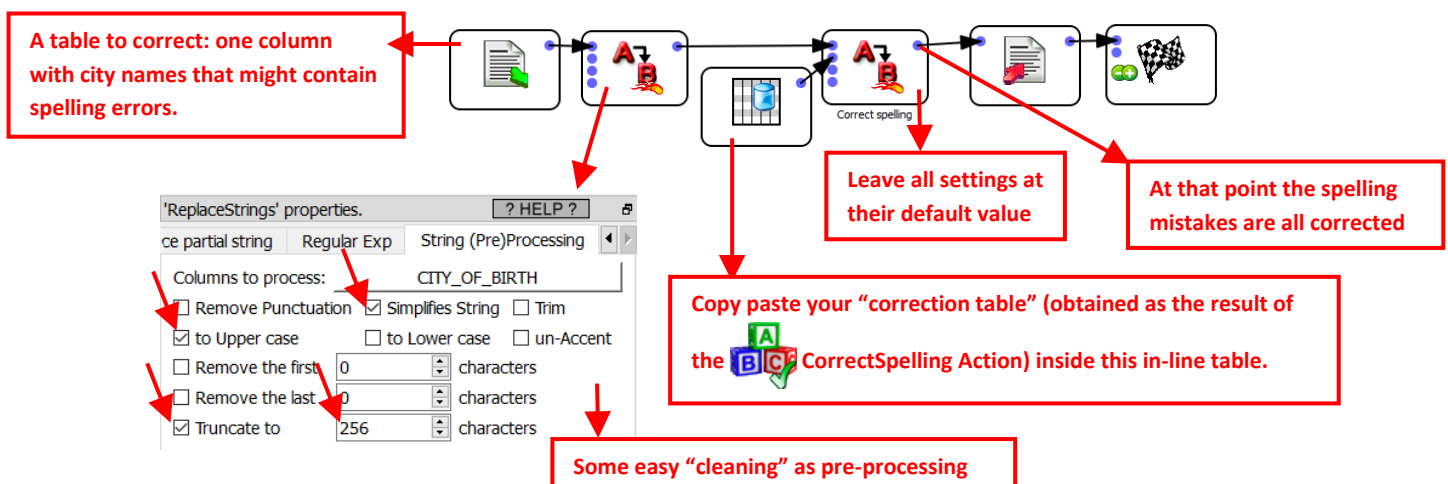 A table to correct: one column
with city names that might contain
spelling errors.
A
B
A
B
Correct spelling
Leave all settings at
their default value
At that point the spelling
mistakes are all corrected
'ReplaceStrings' properties.
? HELP ?
ce partial string
Regular Exp
String (Pre)Processing
Columns to process:
CITY_OF_BIRTH
Remove Punctuation
Simplifies String
Trim
to Upper case
to Lower case
un-Accent
Remove the first
0
characters
Remove the last
0
characters
Truncate to
256
characters
Copy paste your “correction table” (obtained as the result of
the
A
B C
CorrectSpelling Action) inside this in-line table.
Some easy “cleaning” as pre-processing